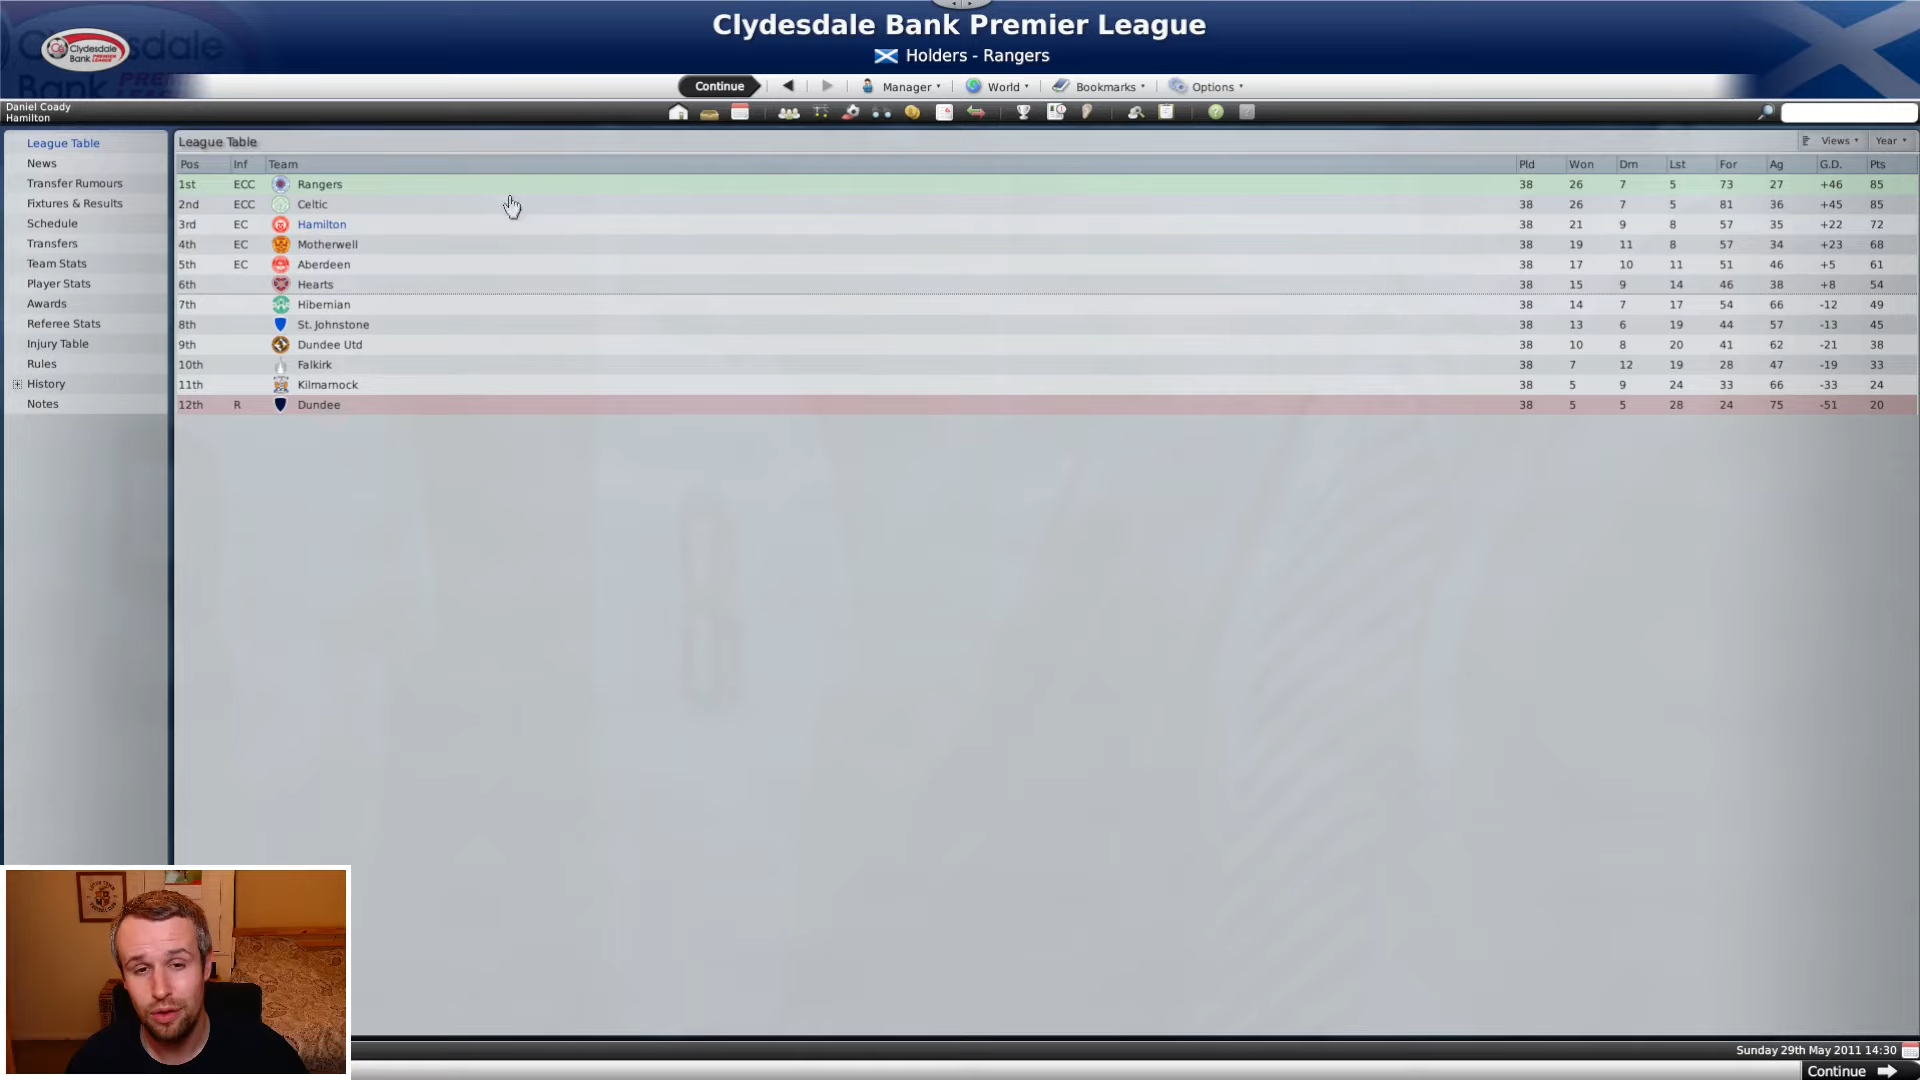 Clydesdale Bank Premier League
Holders - Rangers
Clydesdale Bank PREMIER LEAGUE
Continue Manager World Bookmarks Options
Daniel Coady
Hamilton
League Table
News
Transfer Rumours
Fixtures & Results
Schedule
Transfers
Team Stats
Player Stats
Awards
Referee Stats
Injury Table
Rules
History
Notes
League Table Views Year
Pos Inf Team Pld Won Drn Lst For Ag G.D. Pts
1st ECC Rangers 38 26 7 5 73 27 +46 85
2nd ECC Celtic 38 26 7 5 81 36 +45 85
3rd EC Hamilton 38 21 9 8 57 35 +22 72
4th EC Motherwell 38 19 11 8 57 34 +23 68
5th EC Aberdeen 38 17 10 11 51 46 +5 61
6th Hearts 38 15 9 14 46 38 +8 54
7th Hibernian 38 14 7 17 54 66 -12 49
8th St. Johnstone 38 13 6 19 44 57 -13 45
9th Dundee Utd 38 10 8 20 41 62 -21 38
10th Falkirk 38 7 12 19 28 47 -19 33
11th Kilmarnock 38 5 9 24 33 66 -33 24
12th R Dundee 38 5 5 28 24 75 -51 20
Sunday 29th May 2011 14:30
Continue